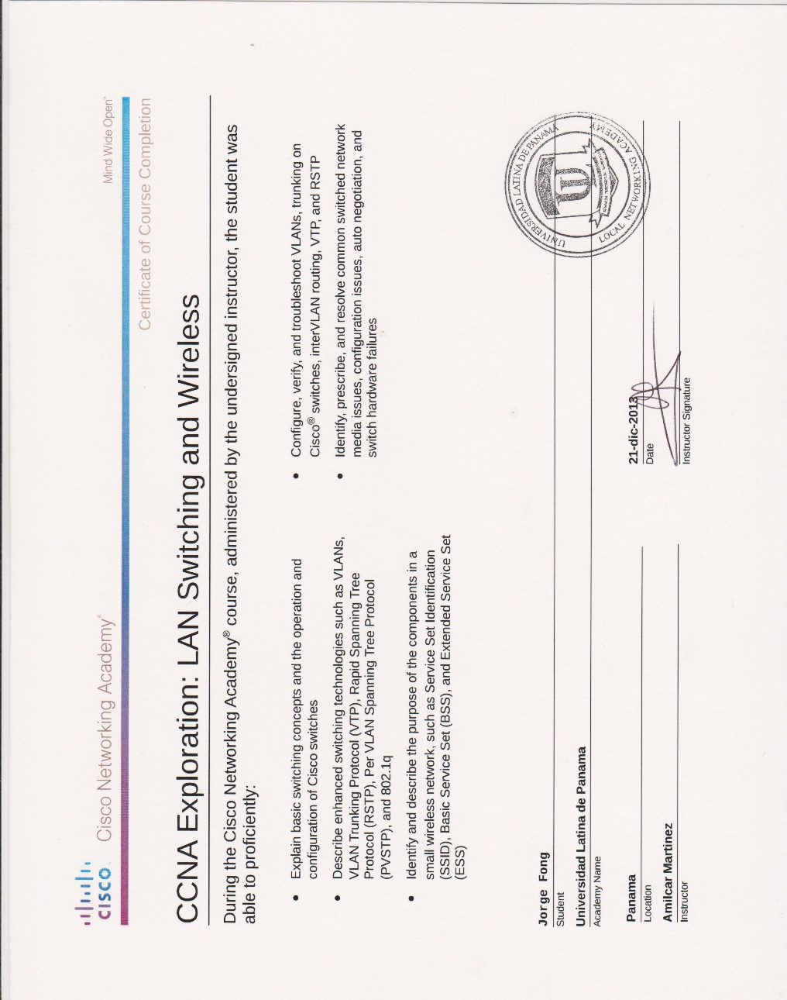 CISCO
Cisco Networking Academy®
Mind Wide Open™
Certificate of Course Completion
CCNA Exploration: LAN Switching and Wireless
During the Cisco Networking Academy® course, administered by the undersigned instructor, the student was
able to proficiently:
• Explain basic switching concepts and the operation and
configuration of Cisco switches
• Describe enhanced switching technologies such as VLANs,
VLAN Trunking Protocol (VTP), Rapid Spanning Tree
Protocol (RSTP), Per VLAN Spanning Tree Protocol
(PVSTP), and 802.1q
• Identify and describe the purpose of the components in a
small wireless network, such as Service Set Identification
(SSID), Basic Service Set (BSS), and Extended Service Set
(ESS)
• Configure, verify, and troubleshoot VLANs, trunking on
Cisco® switches, interVLAN routing, VTP, and RSTP
• Identify, prescribe, and resolve common switched network
media issues, configuration issues, auto negotiation, and
switch hardware failures
Jorge Fong
Student
Universidad Latina de Panama
Academy Name
Panama
Location
21-dic-2013
Date
Amilcar Martinez
Instructor
Instructor Signature
UNIVERSIDAD LATINA DE PANAMA
LOCAL NETWORKING ACADEMY